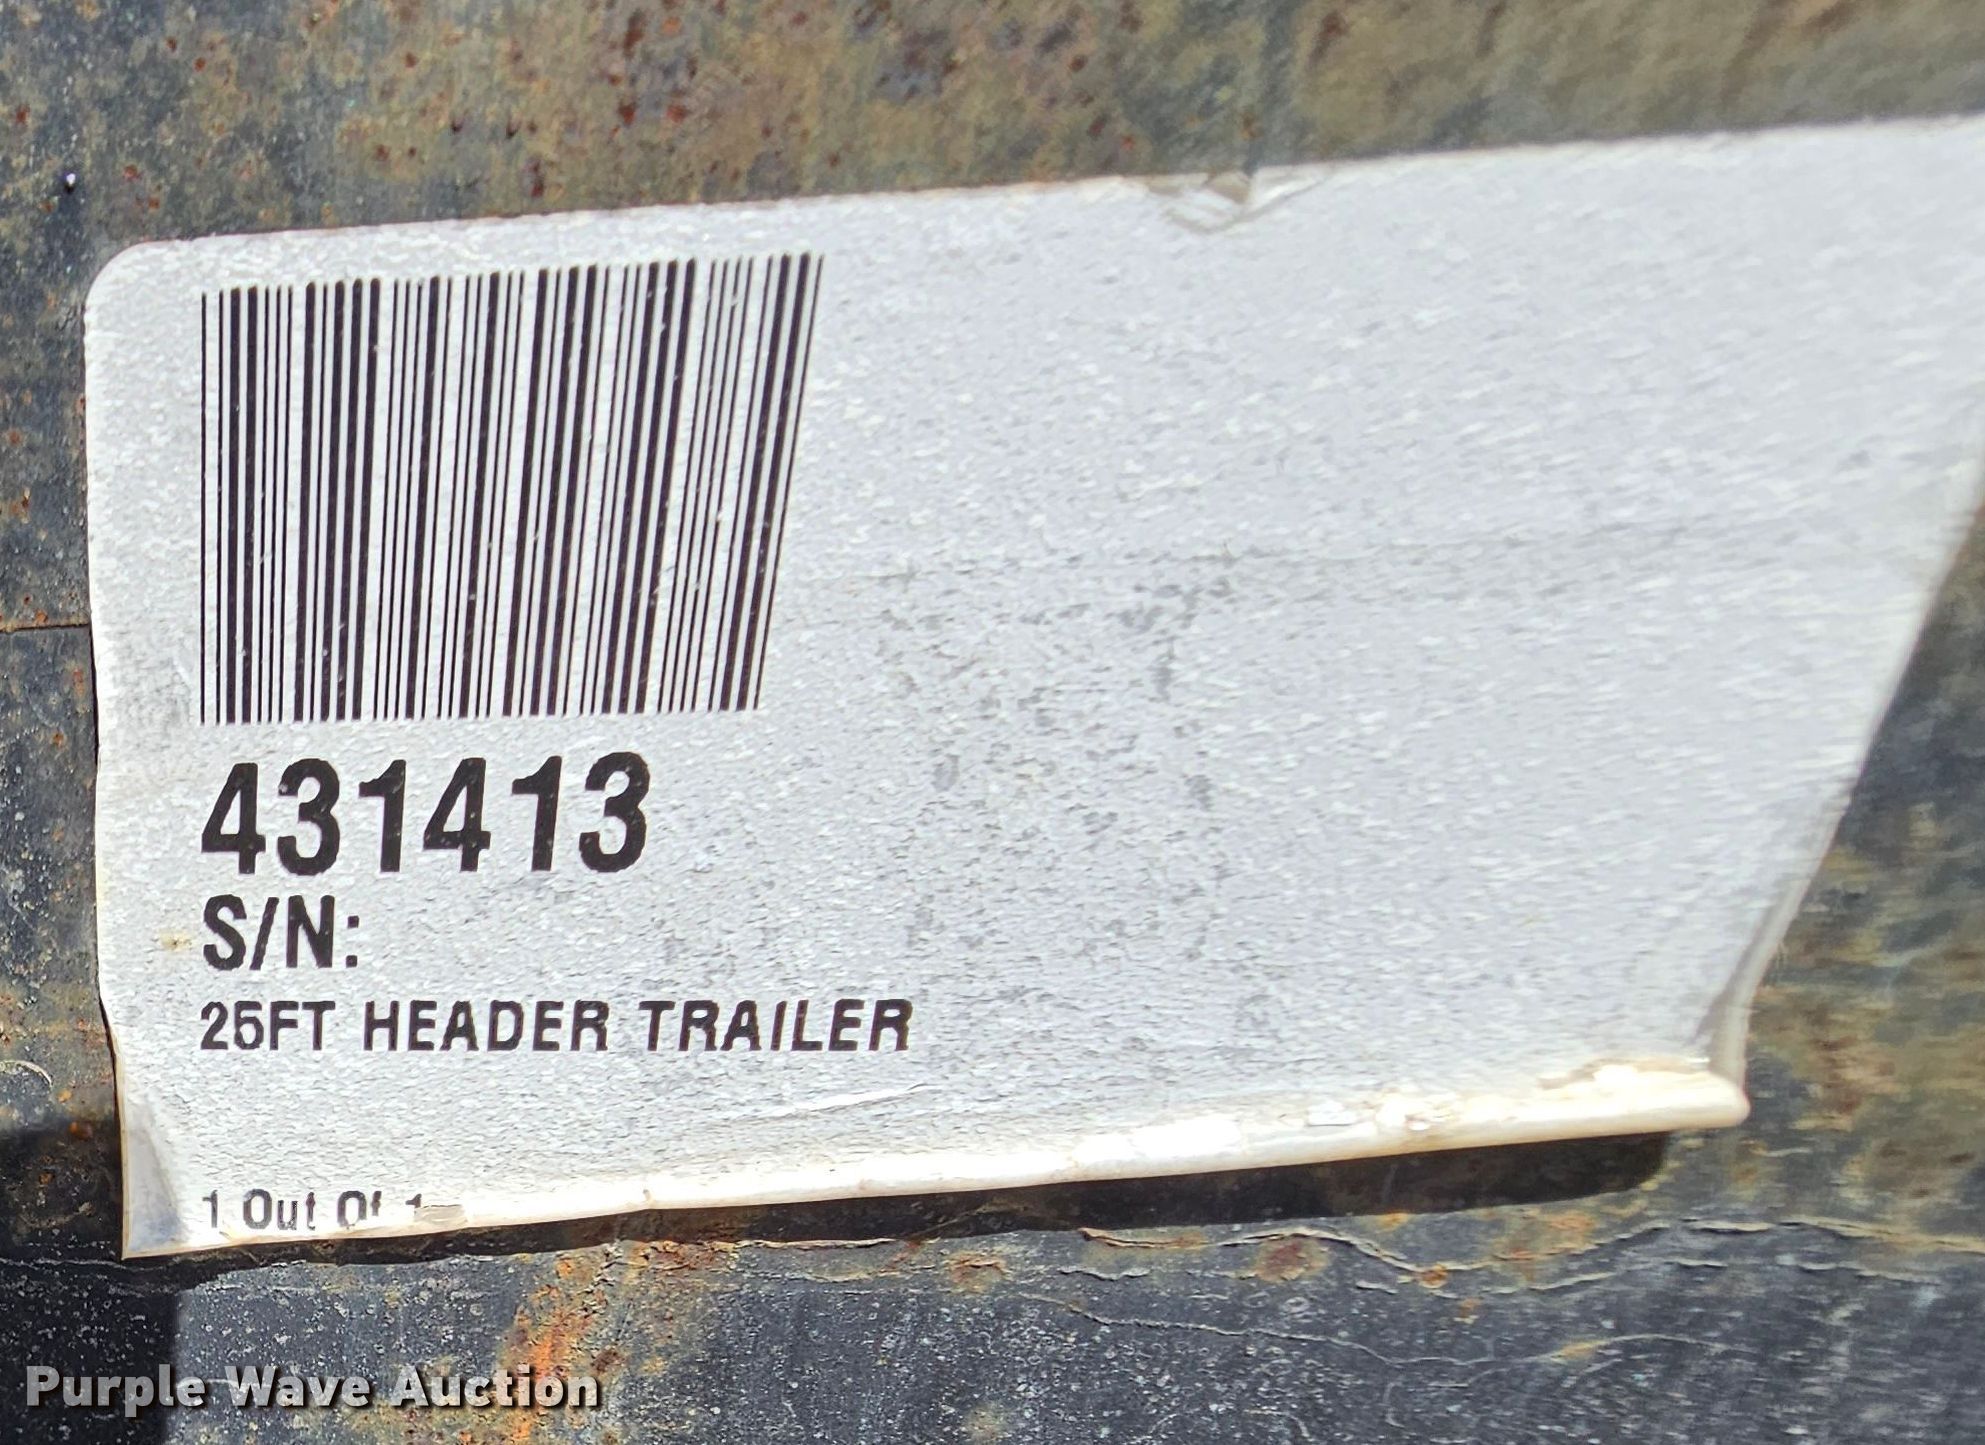 431413
S/N:
25FT HEADER TRAILER
1 Out Of 1
Purple Wave Auction